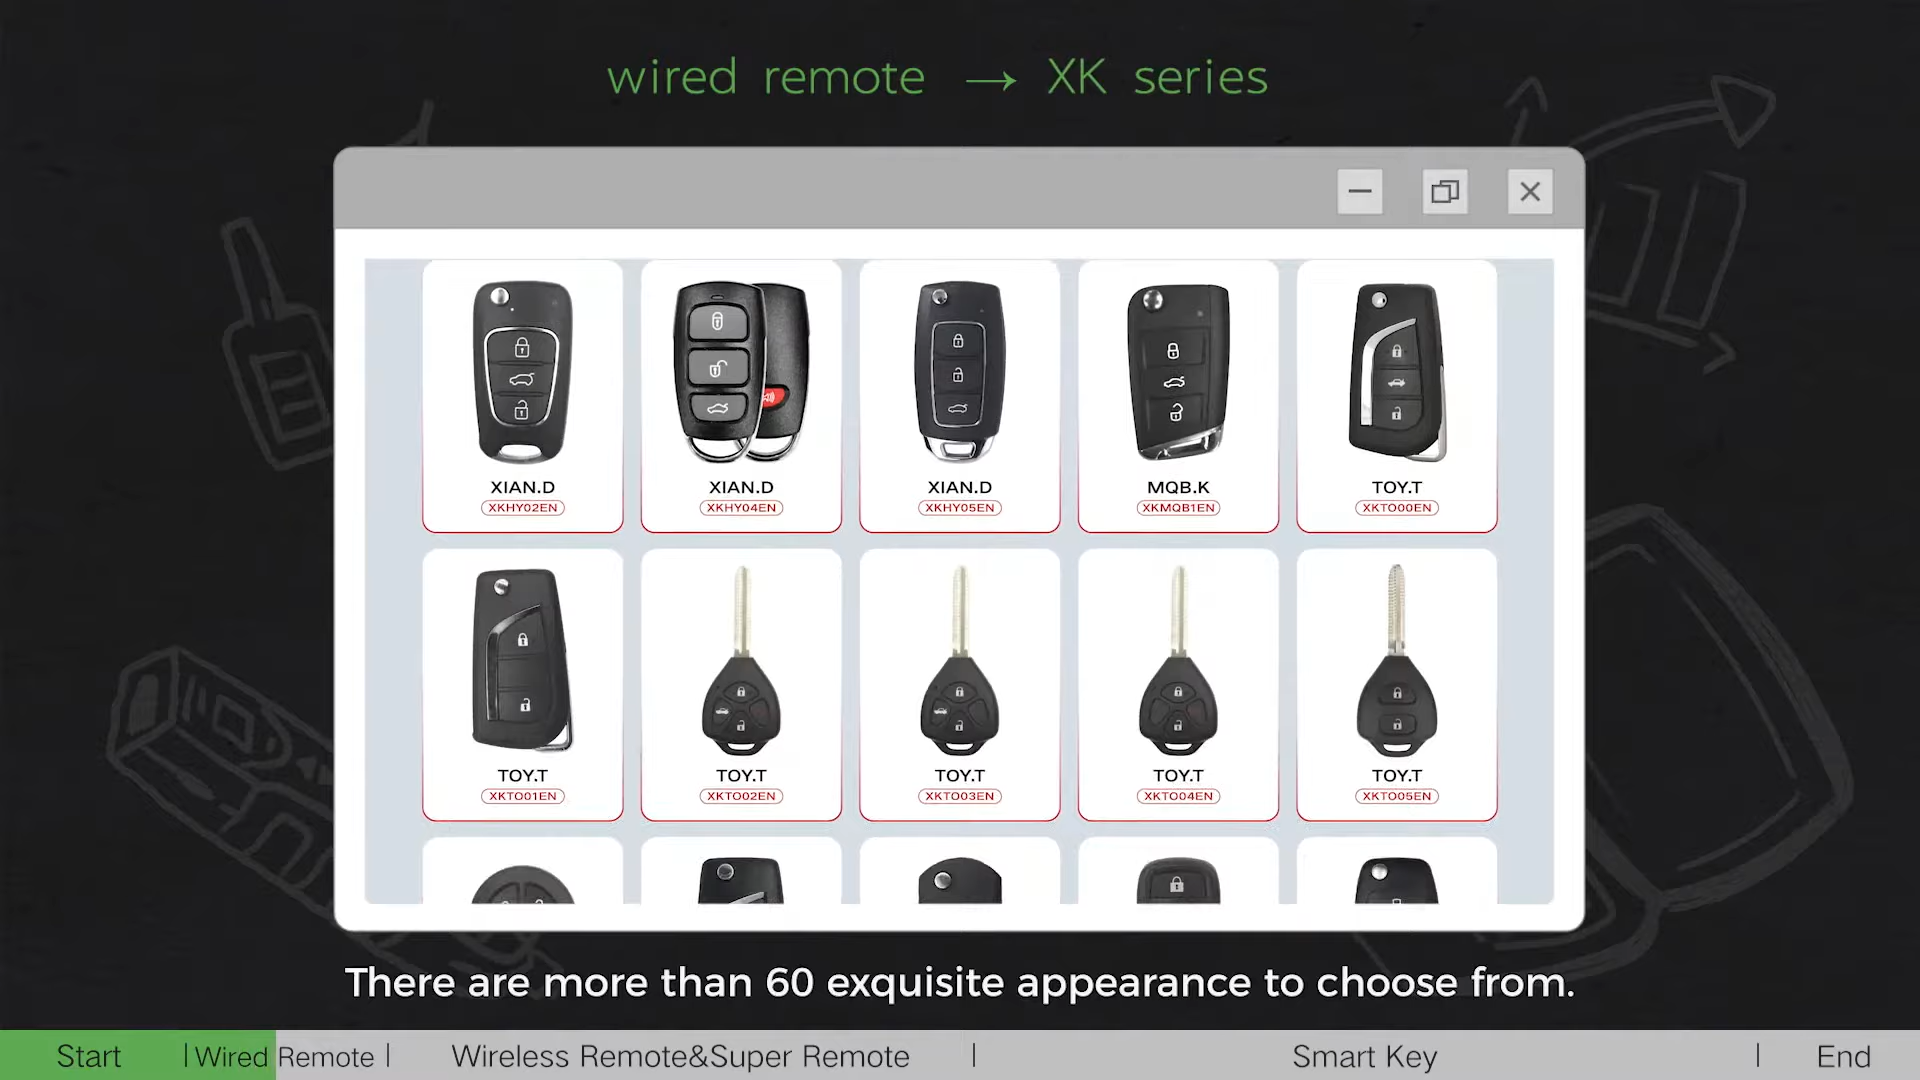 wired remote → XK series
XIAN.D
XKHY02EN
XIAN.D
XKHY04EN
XIAN.D
XKHY05EN
MQB.K
XKMQB1EN
TOY.T
XKTO00EN
TOY.T
XKTO01EN
TOY.T
XKTO02EN
TOY.T
XKTO03EN
TOY.T
XKTO04EN
TOY.T
XKTO05EN
There are more than 60 exquisite appearance to choose from.
Start | Wired Remote | Wireless Remote&Super Remote | Smart Key | End